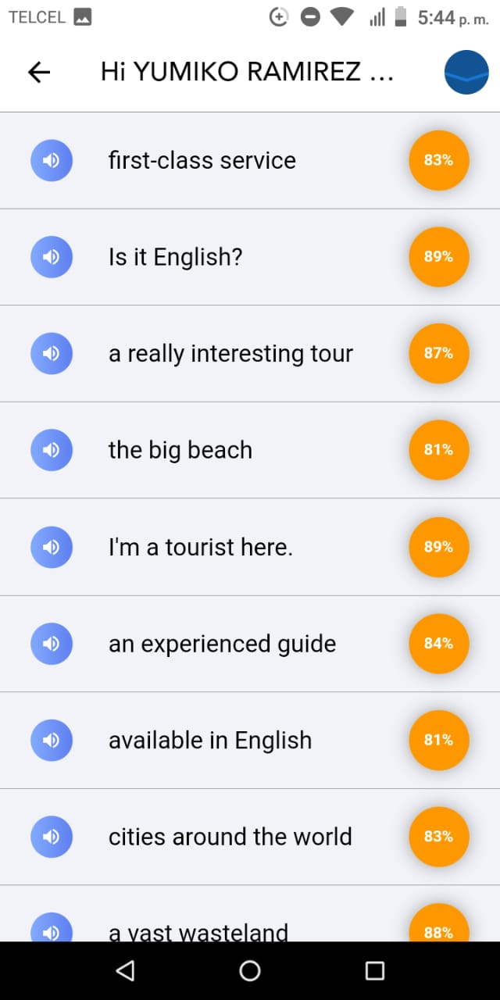 TELCEL 5:44 p. m.
Hi YUMIKO RAMIREZ ...
first-class service 83%
Is it English? 89%
a really interesting tour 87%
the big beach 81%
I'm a tourist here. 89%
an experienced guide 84%
available in English 81%
cities around the world 83%
a vast wasteland 88%